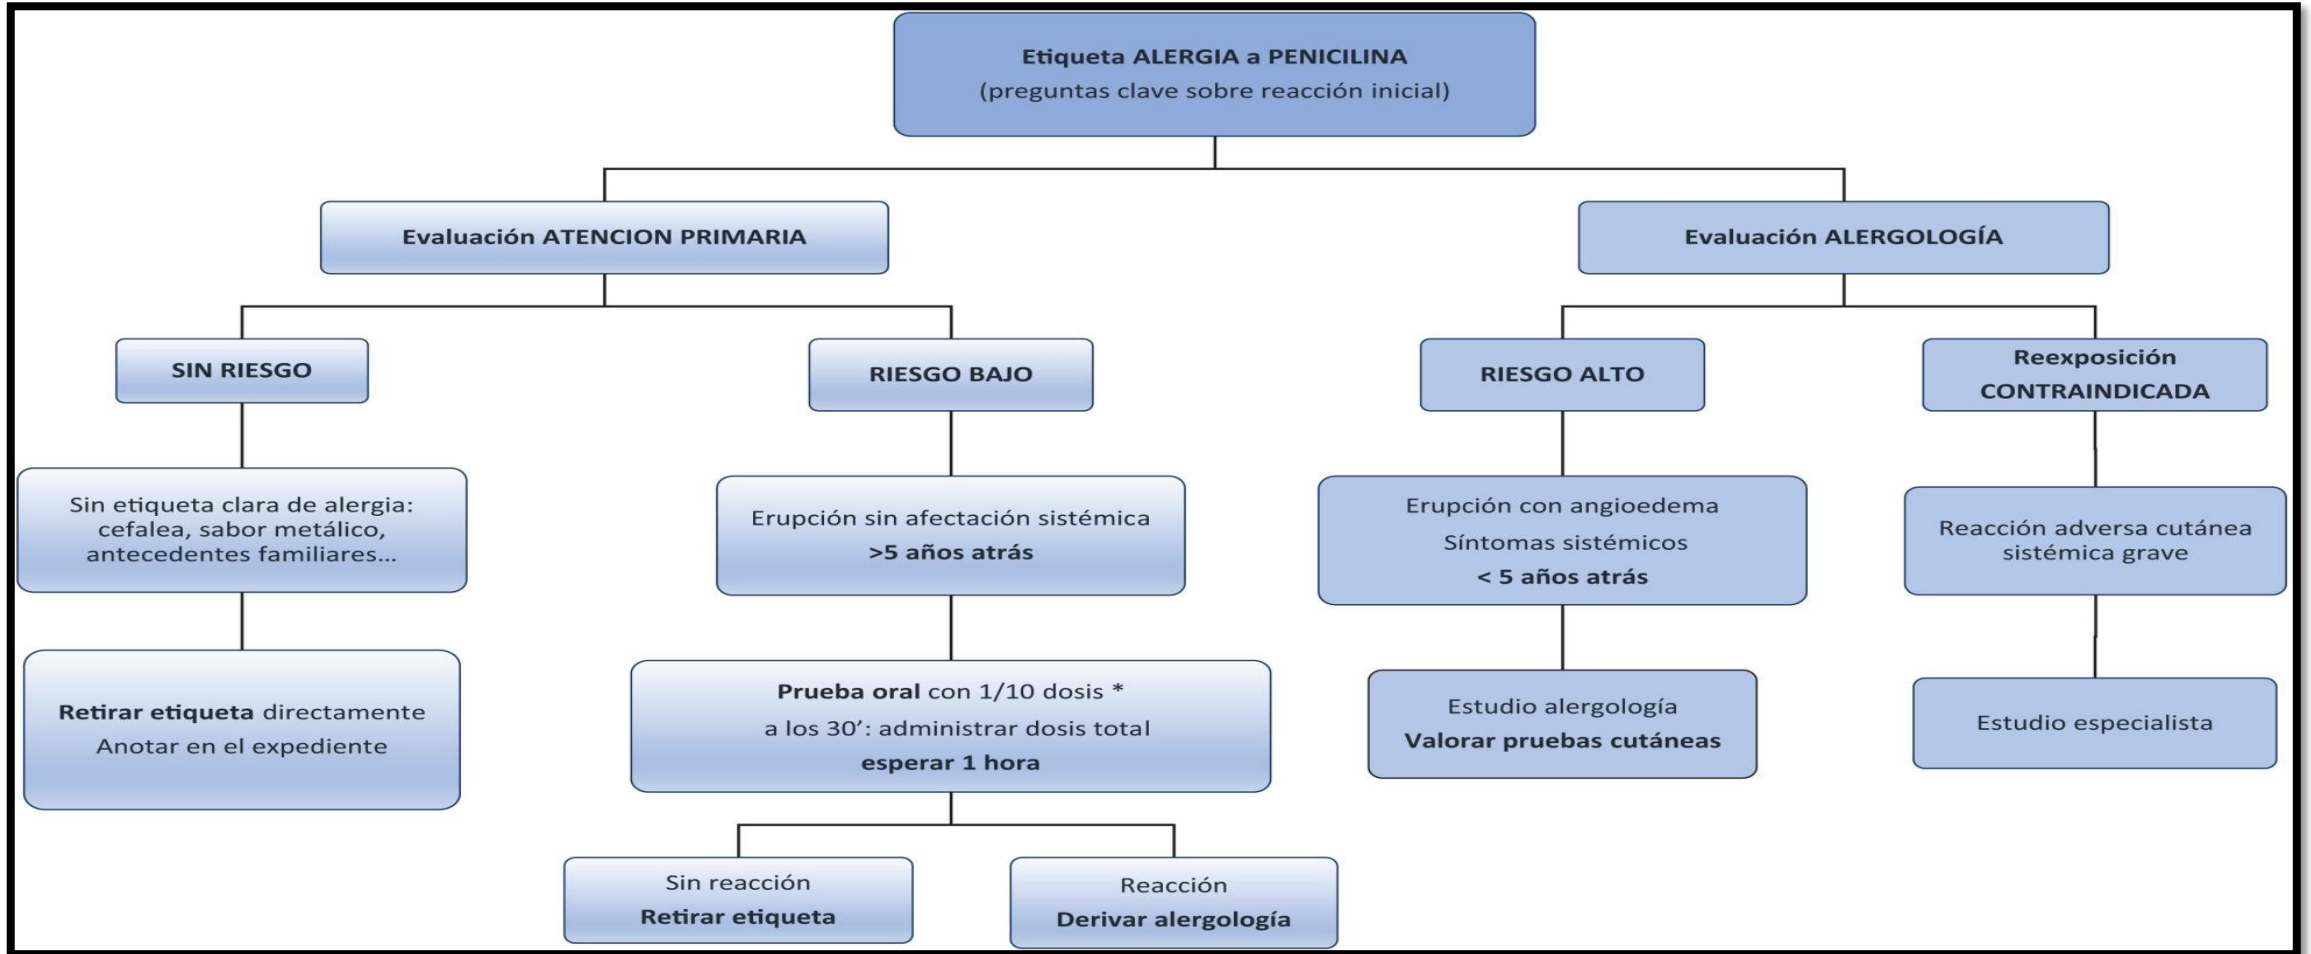 Etiqueta ALERGIA a PENICILINA
(preguntas clave sobre reacción inicial)
Evaluación ATENCION PRIMARIA
Evaluación ALERGOLOGÍA
SIN RIESGO
RIESGO BAJO
RIESGO ALTO
Reexposición
CONTRAINDICADA
Sin etiqueta clara de alergia:
cefalea, sabor metálico,
antecedentes familiares...
Erupción sin afectación sistémica
>5 años atrás
Erupción con angioedema
Síntomas sistémicos
< 5 años atrás
Reacción adversa cutánea
sistémica grave
Retirar etiqueta directamente
Anotar en el expediente
Prueba oral con 1/10 dosis *
a los 30’: administrar dosis total
esperar 1 hora
Estudio alergología
Valorar pruebas cutáneas
Estudio especialista
Sin reacción
Retirar etiqueta
Reacción
Derivar alergología